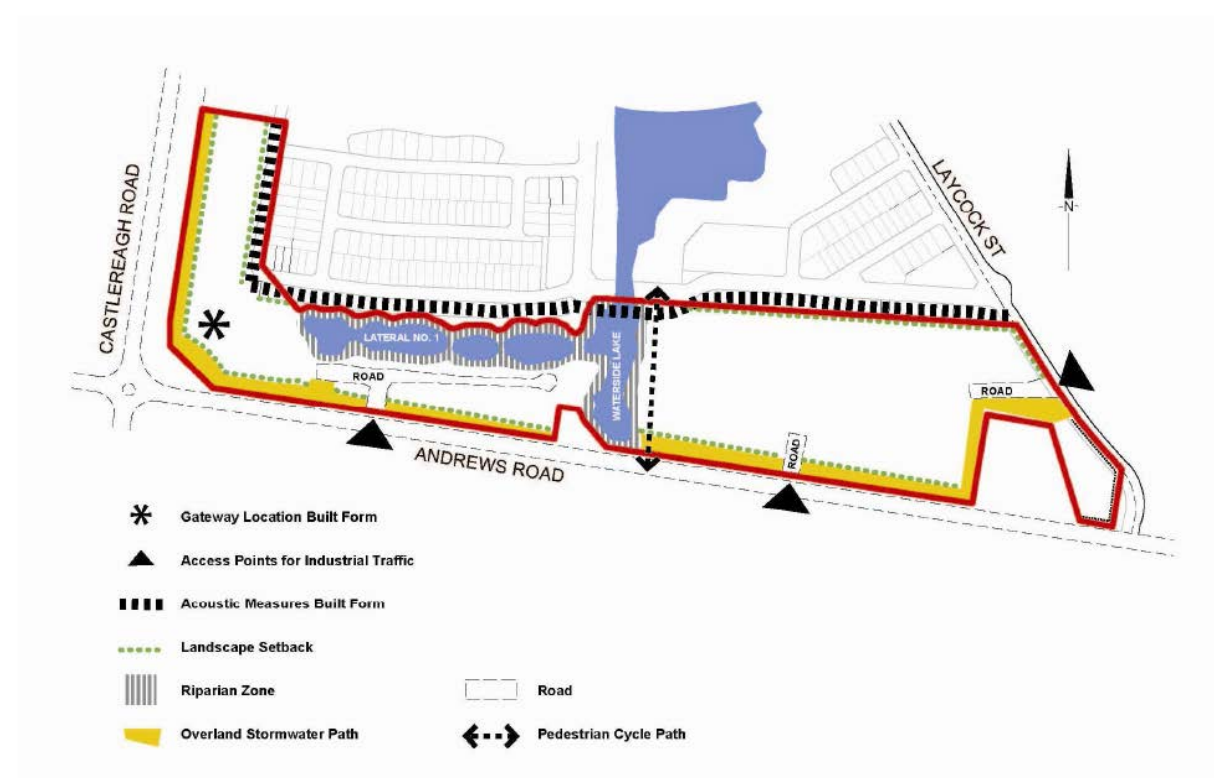 CASTLEREAGH ROAD
LAYCOCK ST
-N-
LATERAL NO. 1
WATERSIDE LAKE
ROAD
ROAD
ROAD
ANDREWS ROAD
Gateway Location Built Form
Access Points for Industrial Traffic
Acoustic Measures Built Form
Landscape Setback
Riparian Zone
Road
Overland Stormwater Path
Pedestrian Cycle Path